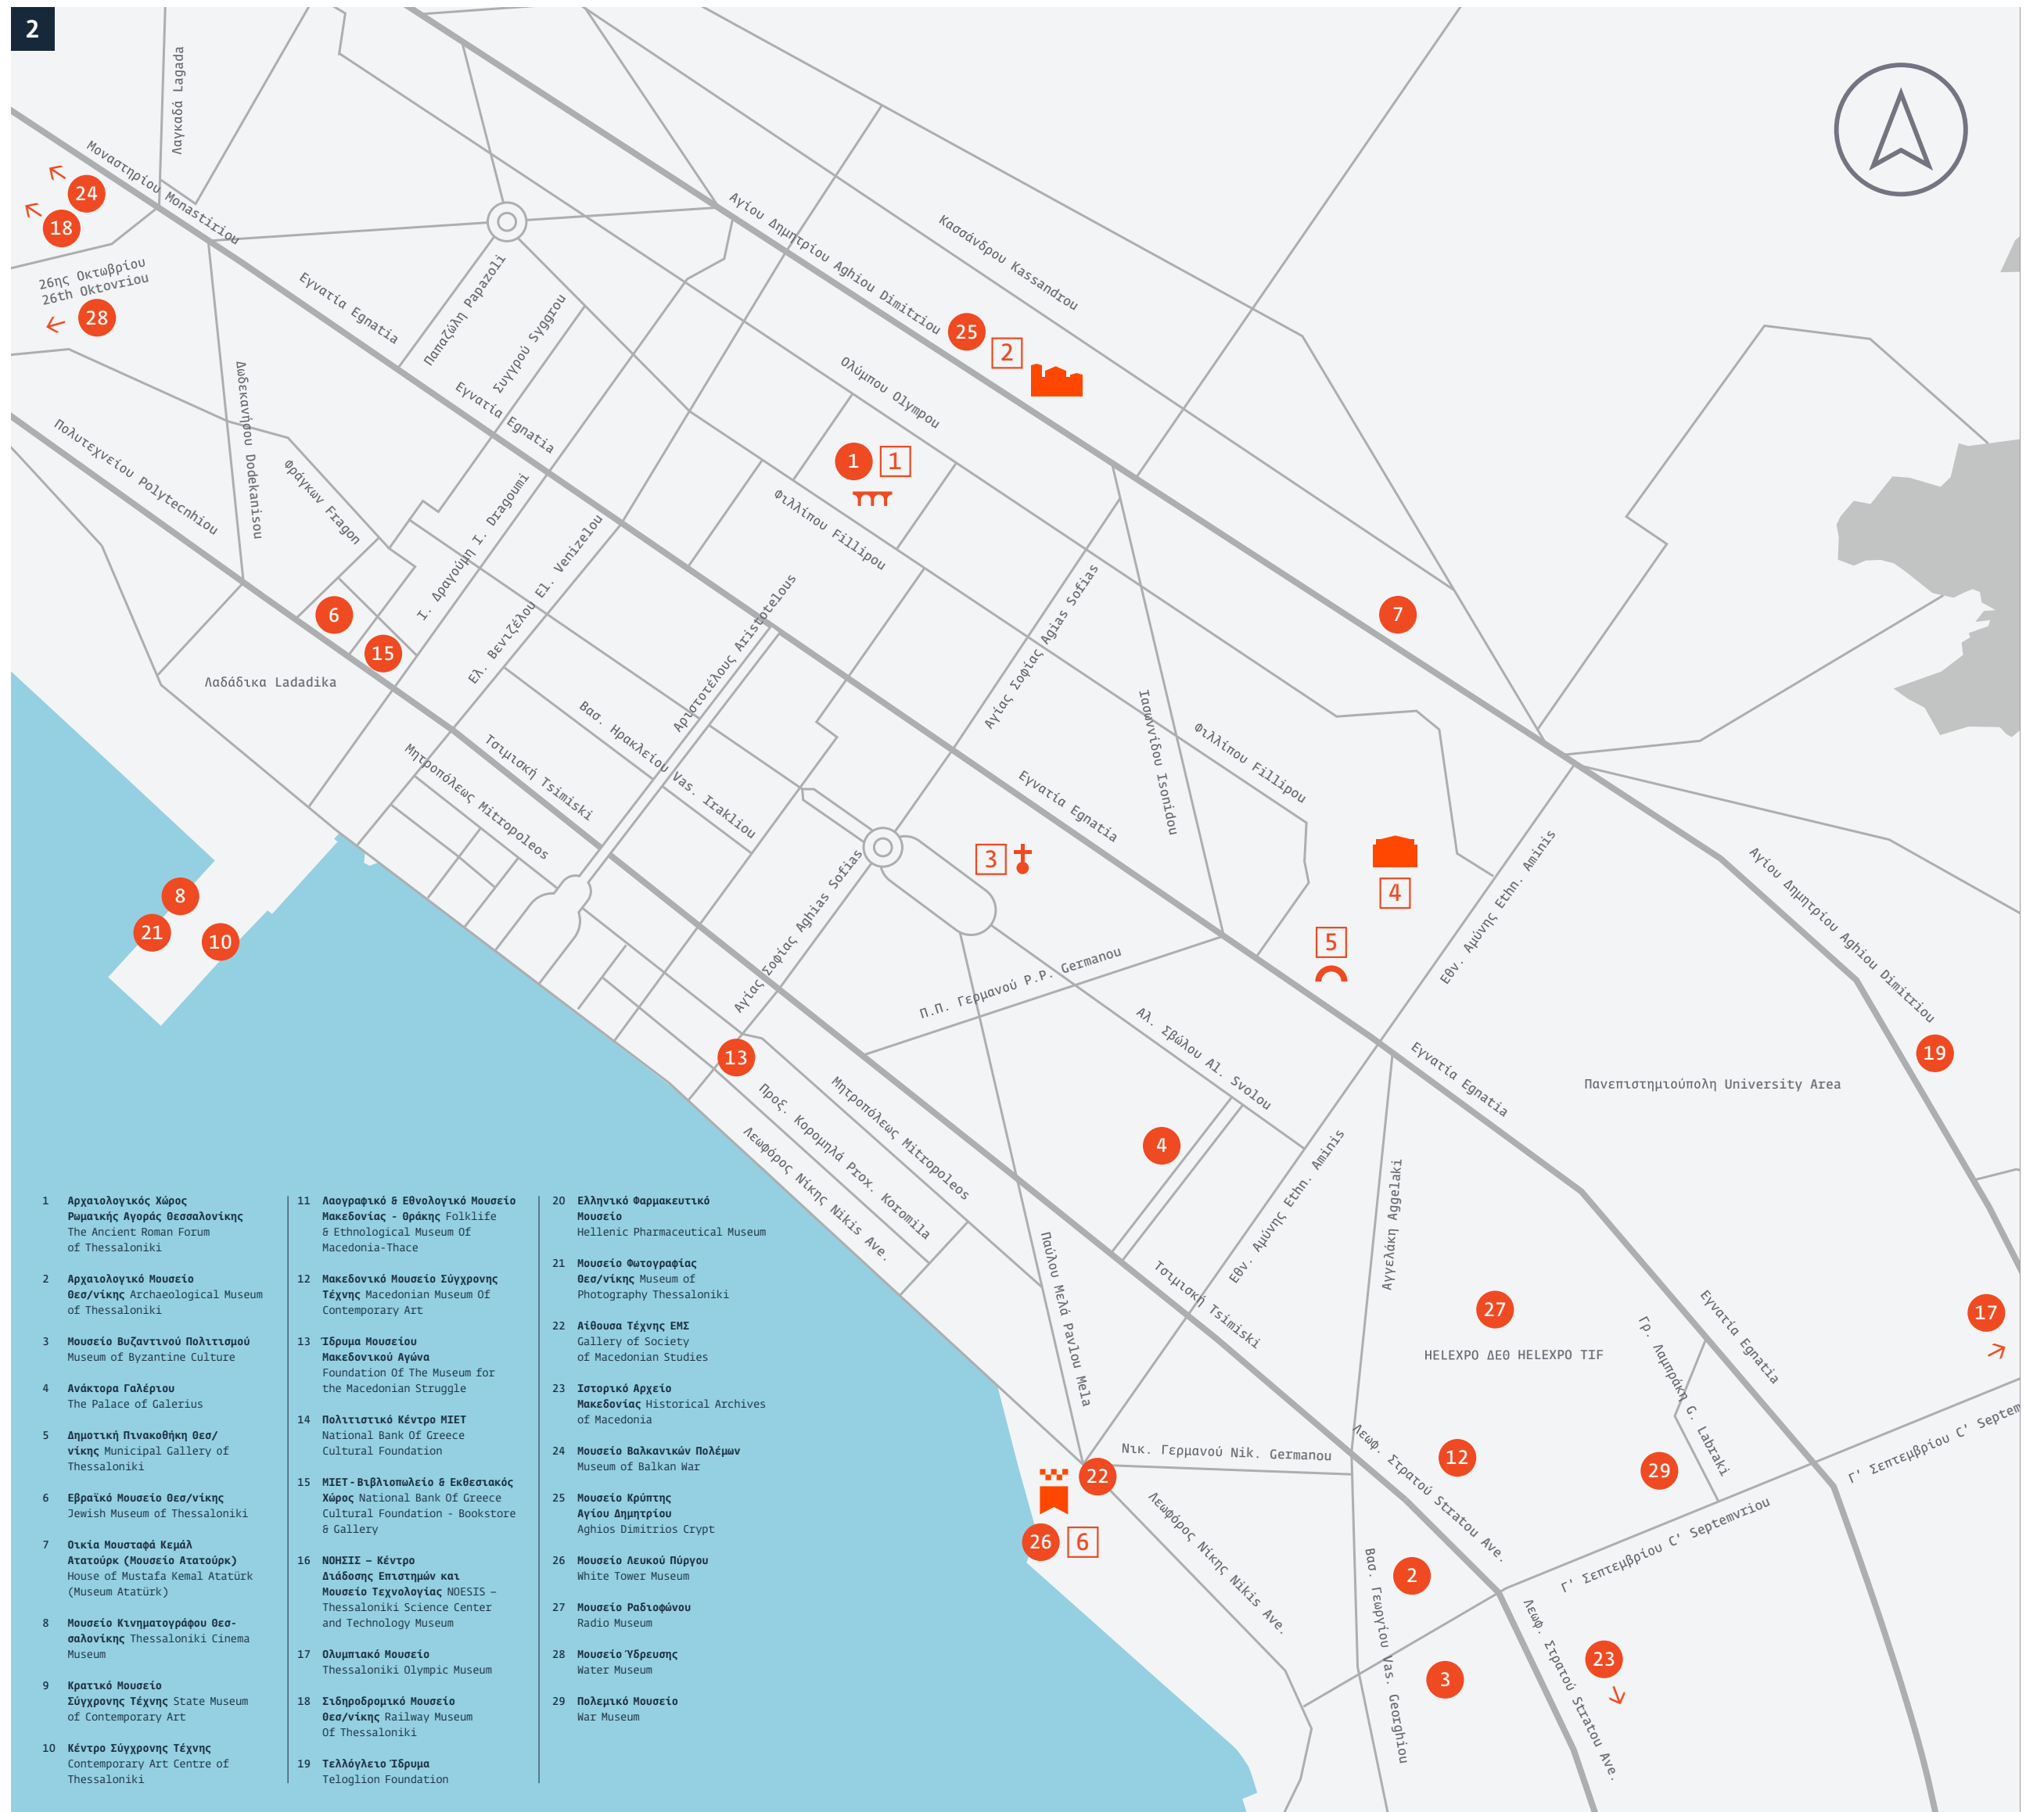 2
Λαγκαδά Lagada
Μοναστηρίου Monastiriou
24
18
26ης Οκτωβρίου
26th Oktovriou
28
Εγνατία Egnatia
Παπαζώλη Papazoli
Συγγρού Syggrou
Εγνατία Egnatia
Αγίου Δημητρίου Aghiou Dimitriou
Κασσάνδρου Kassandrou
25
2
Ολύμπου Olympou
1
1
Φιλλίπου Fillipou
Δωδεκανήσου Dodekanisou
Πολυτεχνείου Polytecnhiou
Φράγκων Fragon
Ι. Δραγούμη I. Dragoumi
Ελ. Βενιζέλου El. Venizelou
Αριστοτέλους Aristotelous
Αγίας Σοφίας Agias Sofias
6
15
7
Λαδάδικα Ladadika
Βασ. Ηρακλείου Vas. Irakliou
Τσιμισκή Tsimiski
Μητροπόλεως Mitropoleos
Ιασωνίδου Isonidou
Φιλλίπου Fillipou
Εγνατία Egnatia
3
4
5
Εθν. Αμύνης Ethn. Aminis
Αγίου Δημητρίου Aghiou Dimitriou
8
21
10
Αγίας Σοφίας Aghias Sofias
Π.Π. Γερμανού P.P. Germanou
Αλ. Σβώλου Al. Svolou
Εγνατία Egnatia
19
Πανεπιστημιούπολη University Area
13
Προξ. Κορομηλά Prox. Koromila
Μητροπόλεως Mitropoleos
Λεωφόρος Νίκης Nikis Ave.
4
Εθν. Αμύνης Ethn. Aminis
Αγγελάκη Aggelaki
Παύλου Μελά Pavlou Mela
Τσιμισκή Tsimiski
27
HELEXPO ΔΕΘ HELEXPO TIF
Γρ. Λαμπράκη G. Labraki
Εγνατία Egnatia
17
Γ' Σεπτεμβρίου C' Septem
Νικ. Γερμανού Nik. Germanou
Λεωφ. Στρατού Stratou Ave.
12
29
22
26
6
Λεωφόρος Νίκης Nikis Ave.
Γ' Σεπτεμβρίου C' Septemvriou
2
Βασ. Γεωργίου Vas. Georghiou
3
23
Λεωφ. Στρατού Stratou Ave.
1 Αρχαιολογικός Χώρος
Ρωμαικής Αγοράς Θεσσαλονίκης
The Ancient Roman Forum
of Thessaloniki
2 Αρχαιολογικό Μουσείο
Θεσ/νίκης Archaeological Museum
of Thessaloniki
3 Μουσείο Βυζαντινού Πολιτισμού
Museum of Byzantine Culture
4 Ανάκτορα Γαλέριου
The Palace of Galerius
5 Δημοτική Πινακοθήκη Θεσ/
νίκης Municipal Gallery of
Thessaloniki
6 Εβραϊκό Μουσείο Θεσ/νίκης
Jewish Museum of Thessaloniki
7 Οικία Μουσταφά Κεμάλ
Ατατούρκ (Μουσείο Ατατούρκ)
House of Mustafa Kemal Atatürk
(Museum Atatürk)
8 Μουσείο Κινηματογράφου Θεσ-
σαλονίκης Thessaloniki Cinema
Museum
9 Κρατικό Μουσείο
Σύγχρονης Τέχνης State Museum
of Contemporary Art
10 Κέντρο Σύγχρονης Τέχνης
Contemporary Art Centre of
Thessaloniki
11 Λαογραφικό & Εθνολογικό Μουσείο
Μακεδονίας - Θράκης Folklife
& Ethnological Museum Of
Macedonia-Thace
12 Μακεδονικό Μουσείο Σύγχρονης
Τέχνης Macedonian Museum Of
Contemporary Art
13 Ίδρυμα Μουσείου
Μακεδονικού Αγώνα
Foundation Of The Museum for
the Macedonian Struggle
14 Πολιτιστικό Κέντρο ΜΙΕΤ
National Bank Of Greece
Cultural Foundation
15 ΜΙΕΤ-Βιβλιοπωλείο & Εκθεσιακός
Χώρος National Bank Of Greece
Cultural Foundation - Bookstore
& Gallery
16 ΝΟΗΣΙΣ – Κέντρο
Διάδοσης Επιστημών και
Μουσείο Τεχνολογίας NOESIS –
Thessaloniki Science Center
and Technology Museum
17 Ολυμπιακό Μουσείο
Thessaloniki Olympic Museum
18 Σιδηροδρομικό Μουσείο
Θεσ/νίκης Railway Museum
Of Thessaloniki
19 Τελλόγλειο Ίδρυμα
Teloglion Foundation
20 Ελληνικό Φαρμακευτικό
Μουσείο
Hellenic Pharmaceutical Museum
21 Μουσείο Φωτογραφίας
Θεσ/νίκης Museum of
Photography Thessaloniki
22 Αίθουσα Τέχνης ΕΜΣ
Gallery of Society
of Macedonian Studies
23 Ιστορικό Αρχείο
Μακεδονίας Historical Archives
of Macedonia
24 Μουσείο Βαλκανικών Πολέμων
Museum of Balkan War
25 Μουσείο Κρύπτης
Αγίου Δημητρίου
Aghios Dimitrios Crypt
26 Μουσείο Λευκού Πύργου
White Tower Museum
27 Μουσείο Ραδιοφώνου
Radio Museum
28 Μουσείο Ύδρευσης
Water Museum
29 Πολεμικό Μουσείο
War Museum